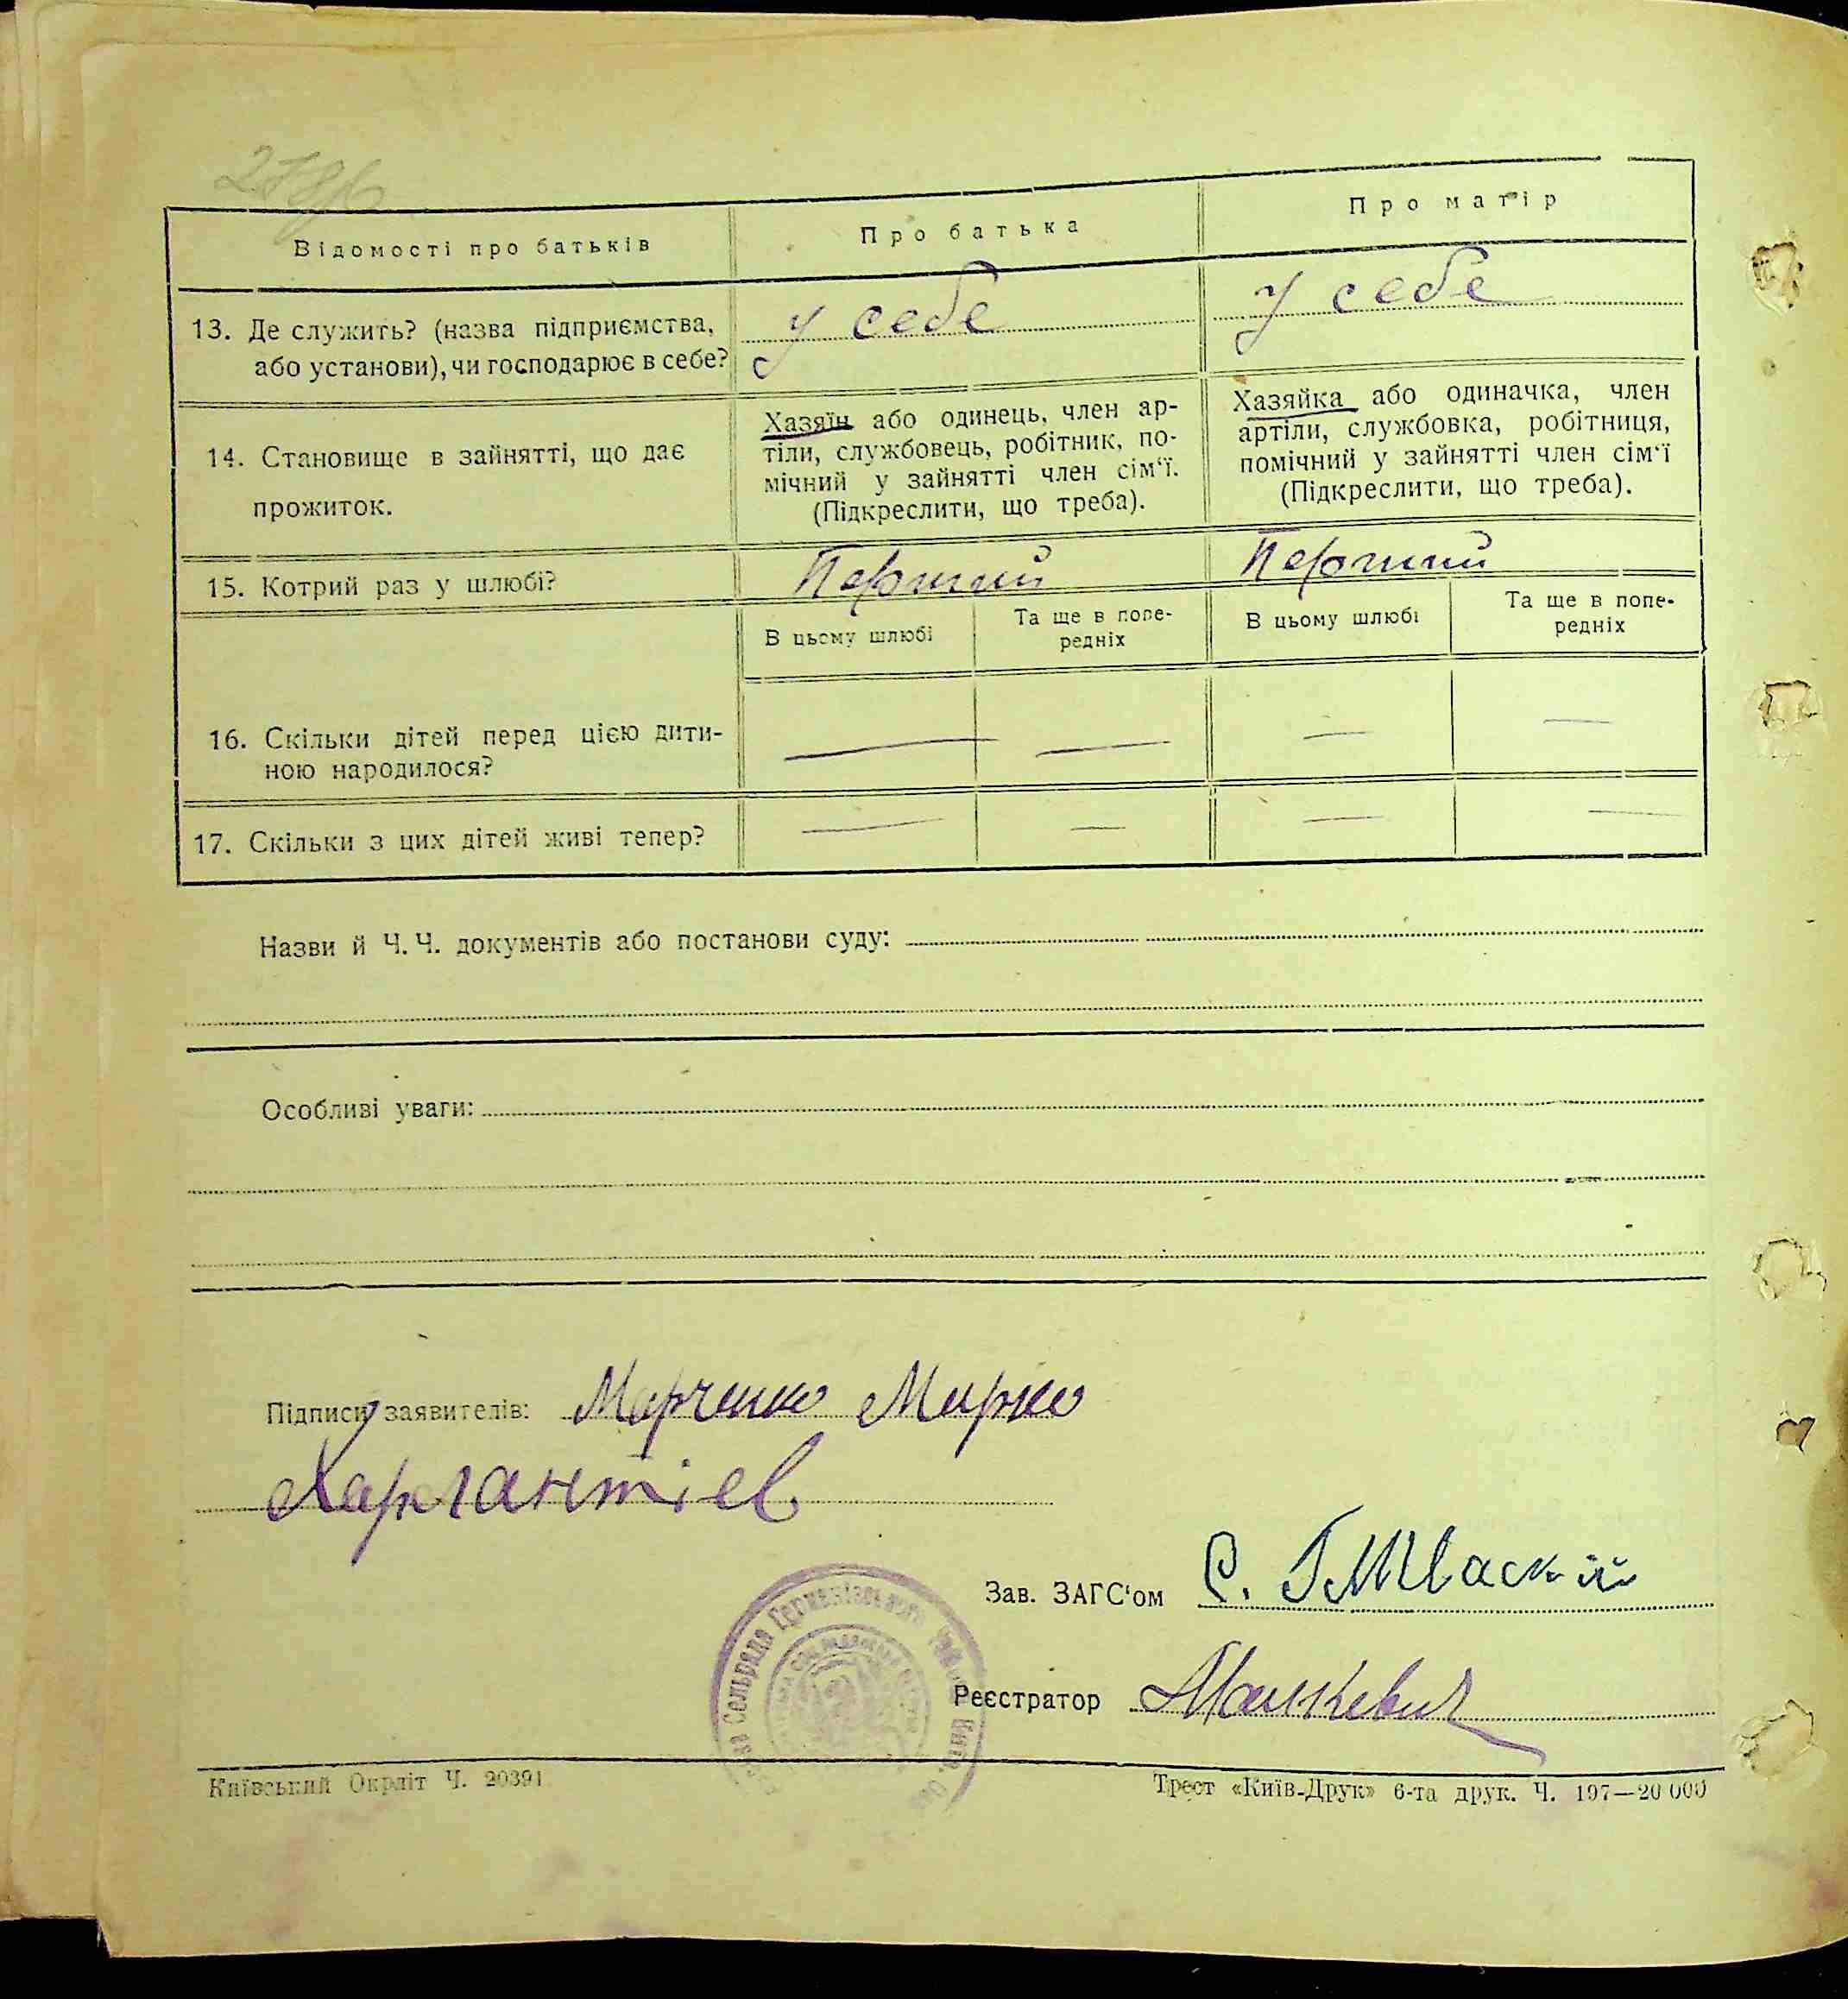 278
Відомості про батьків
Про батька
Про матір
13. Де служить? (назва підприємства,
або установи), чи господарює в себе?
у себе
у себе
14. Становище в зайнятті, що дає
прожиток.
Хазяїн або одинець, член ар-
тіли, службовець, робітник, по-
мічний у зайнятті член сім‘ї.
(Підкреслити, що треба).
Хазяйка або одиначка, член
артіли, службовка, робітниця,
помічний у зайнятті член сім‘ї
(Підкреслити, що треба).
15. Котрий раз у шлюбі?
Перший
Перший
В цьому шлюбі
Та ще в попе-
редніх
В цьому шлюбі
Та ще в попе-
редніх
16. Скільки дітей перед цією дити-
ною народилося?
— — — —
17. Скільки з цих дітей живі тепер?
— — — —
Назви й Ч. Ч. документів або постанови суду:
Особливі уваги:
Підписи заявителів: Марченко Марко
Зав. ЗАГС‘ом С.
Реєстратор Машкевич
Сельрада
Київський Окрліт Ч. 20391
Трест «Київ-Друк» 6-та друк. Ч. 197—20 000